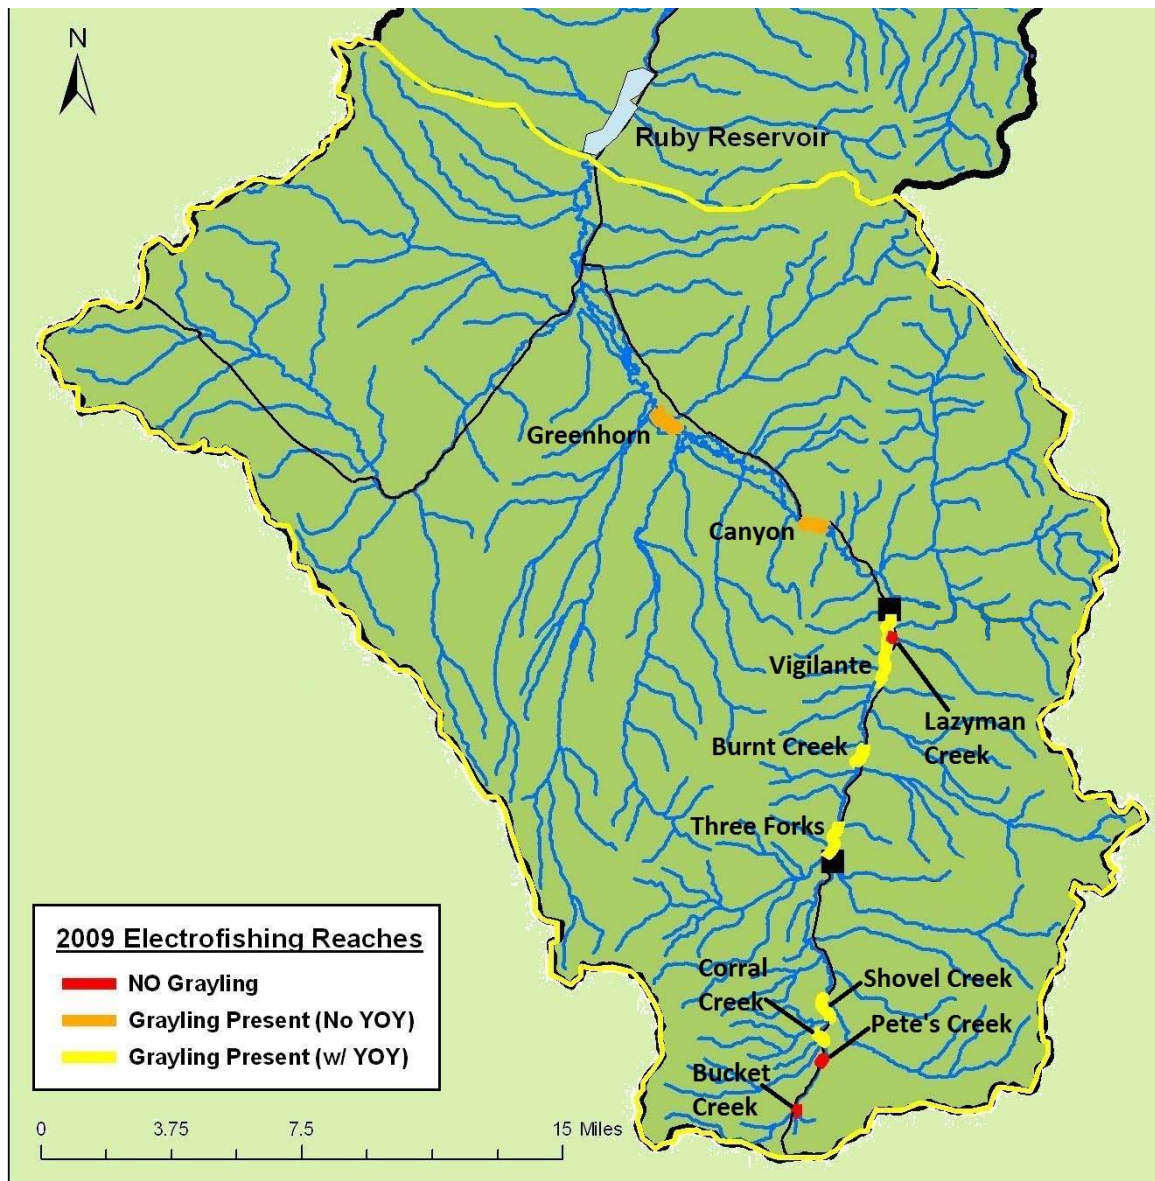 N
Ruby Reservoir
Greenhorn
Canyon
Vigilante
Lazyman
Creek
Burnt Creek
Three Forks
Corral
Creek
Shovel Creek
Pete's Creek
Bucket
Creek
2009 Electrofishing Reaches
NO Grayling
Grayling Present (No YOY)
Grayling Present (w/ YOY)
0 3.75 7.5 15 Miles